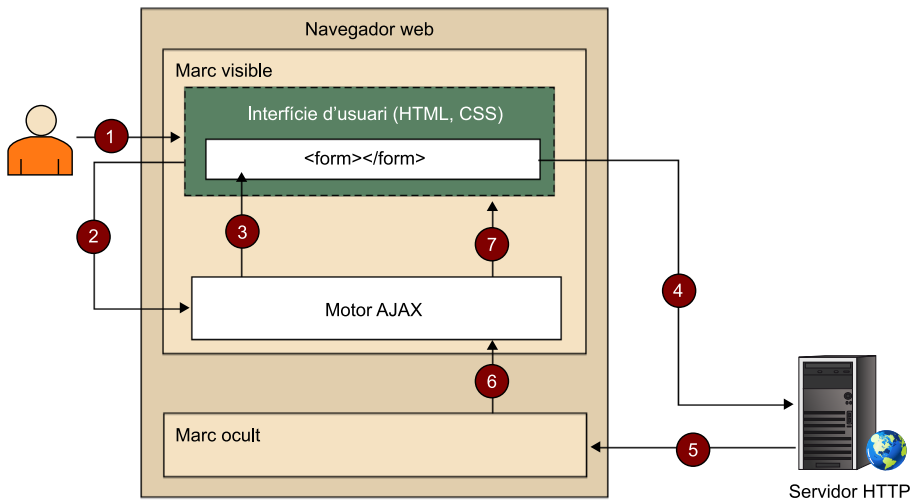 Navegador web
Marc visible
Interfície d'usuari (HTML, CSS)
1
<form></form>
2
3
7
4
Motor AJAX
6
Marc ocult
5
Servidor HTTP